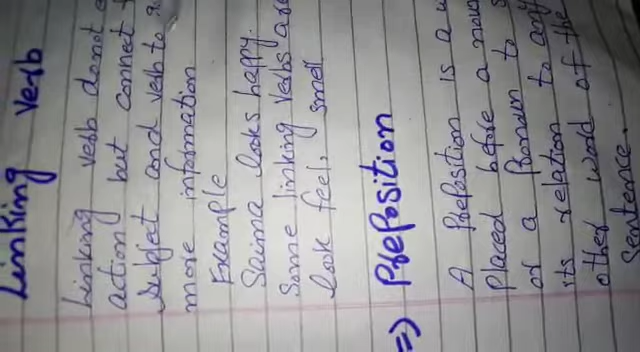 Linking verb
Linking verb donot
action but connect
subject and verb to
more information
Example
Saima looks happy.
Some linking verbs are
look feel, smell
=> Preposition
A Preposition is a
Placed before a noun
or a Pronoun to
its relation to any
other word of the
Sentence.